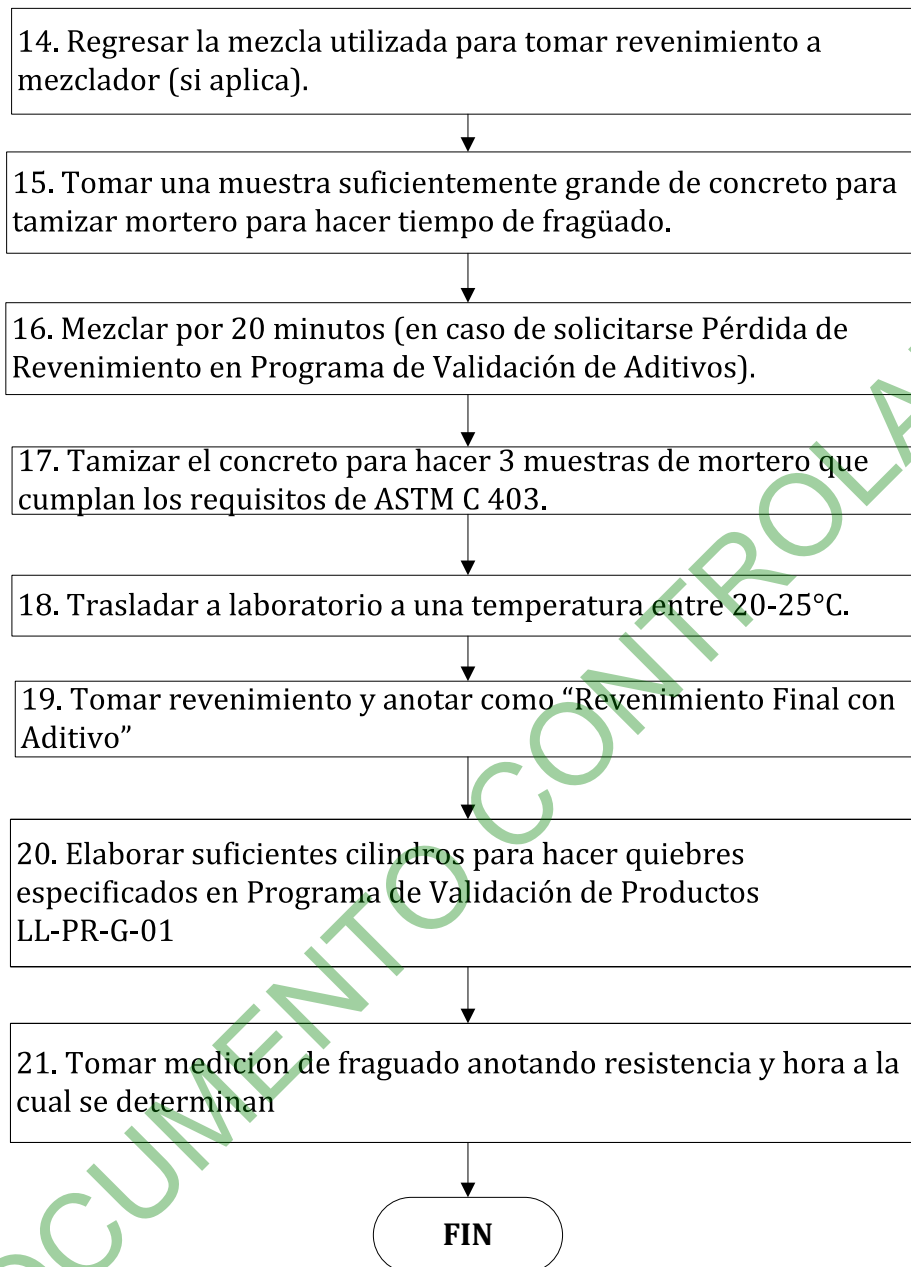 14. Regresar la mezcla utilizada para tomar revenimiento a
mezclador (si aplica).
15. Tomar una muestra suficientemente grande de concreto para
tamizar mortero para hacer tiempo de fragüado.
16. Mezclar por 20 minutos (en caso de solicitarse Pérdida de
Revenimiento en Programa de Validación de Aditivos).
17. Tamizar el concreto para hacer 3 muestras de mortero que
cumplan los requisitos de ASTM C 403.
18. Trasladar a laboratorio a una temperatura entre 20-25°C.
19. Tomar revenimiento y anotar como “Revenimiento Final con
Aditivo”
20. Elaborar suficientes cilindros para hacer quiebres
especificados en Programa de Validación de Productos
LL-PR-G-01
21. Tomar medicion de fraguado anotando resistencia y hora a la
cual se determinan
FIN
OCUMENTO CONTROLA